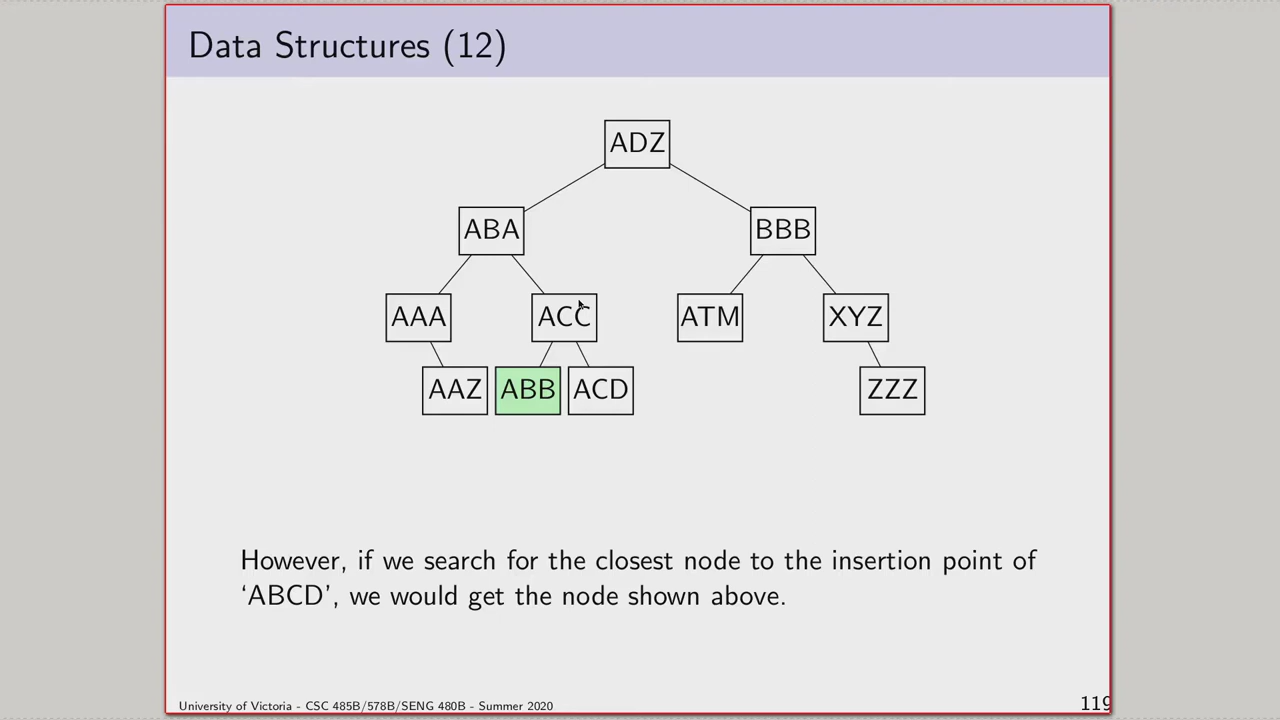 Data Structures (12)
ADZ
ABA BBB
AAA ACC ATM XYZ
AAZ ABB ACD ZZZ
However, if we search for the closest node to the insertion point of
‘ABCD’, we would get the node shown above.
University of Victoria - CSC 485B/578B/SENG 480B - Summer 2020 119